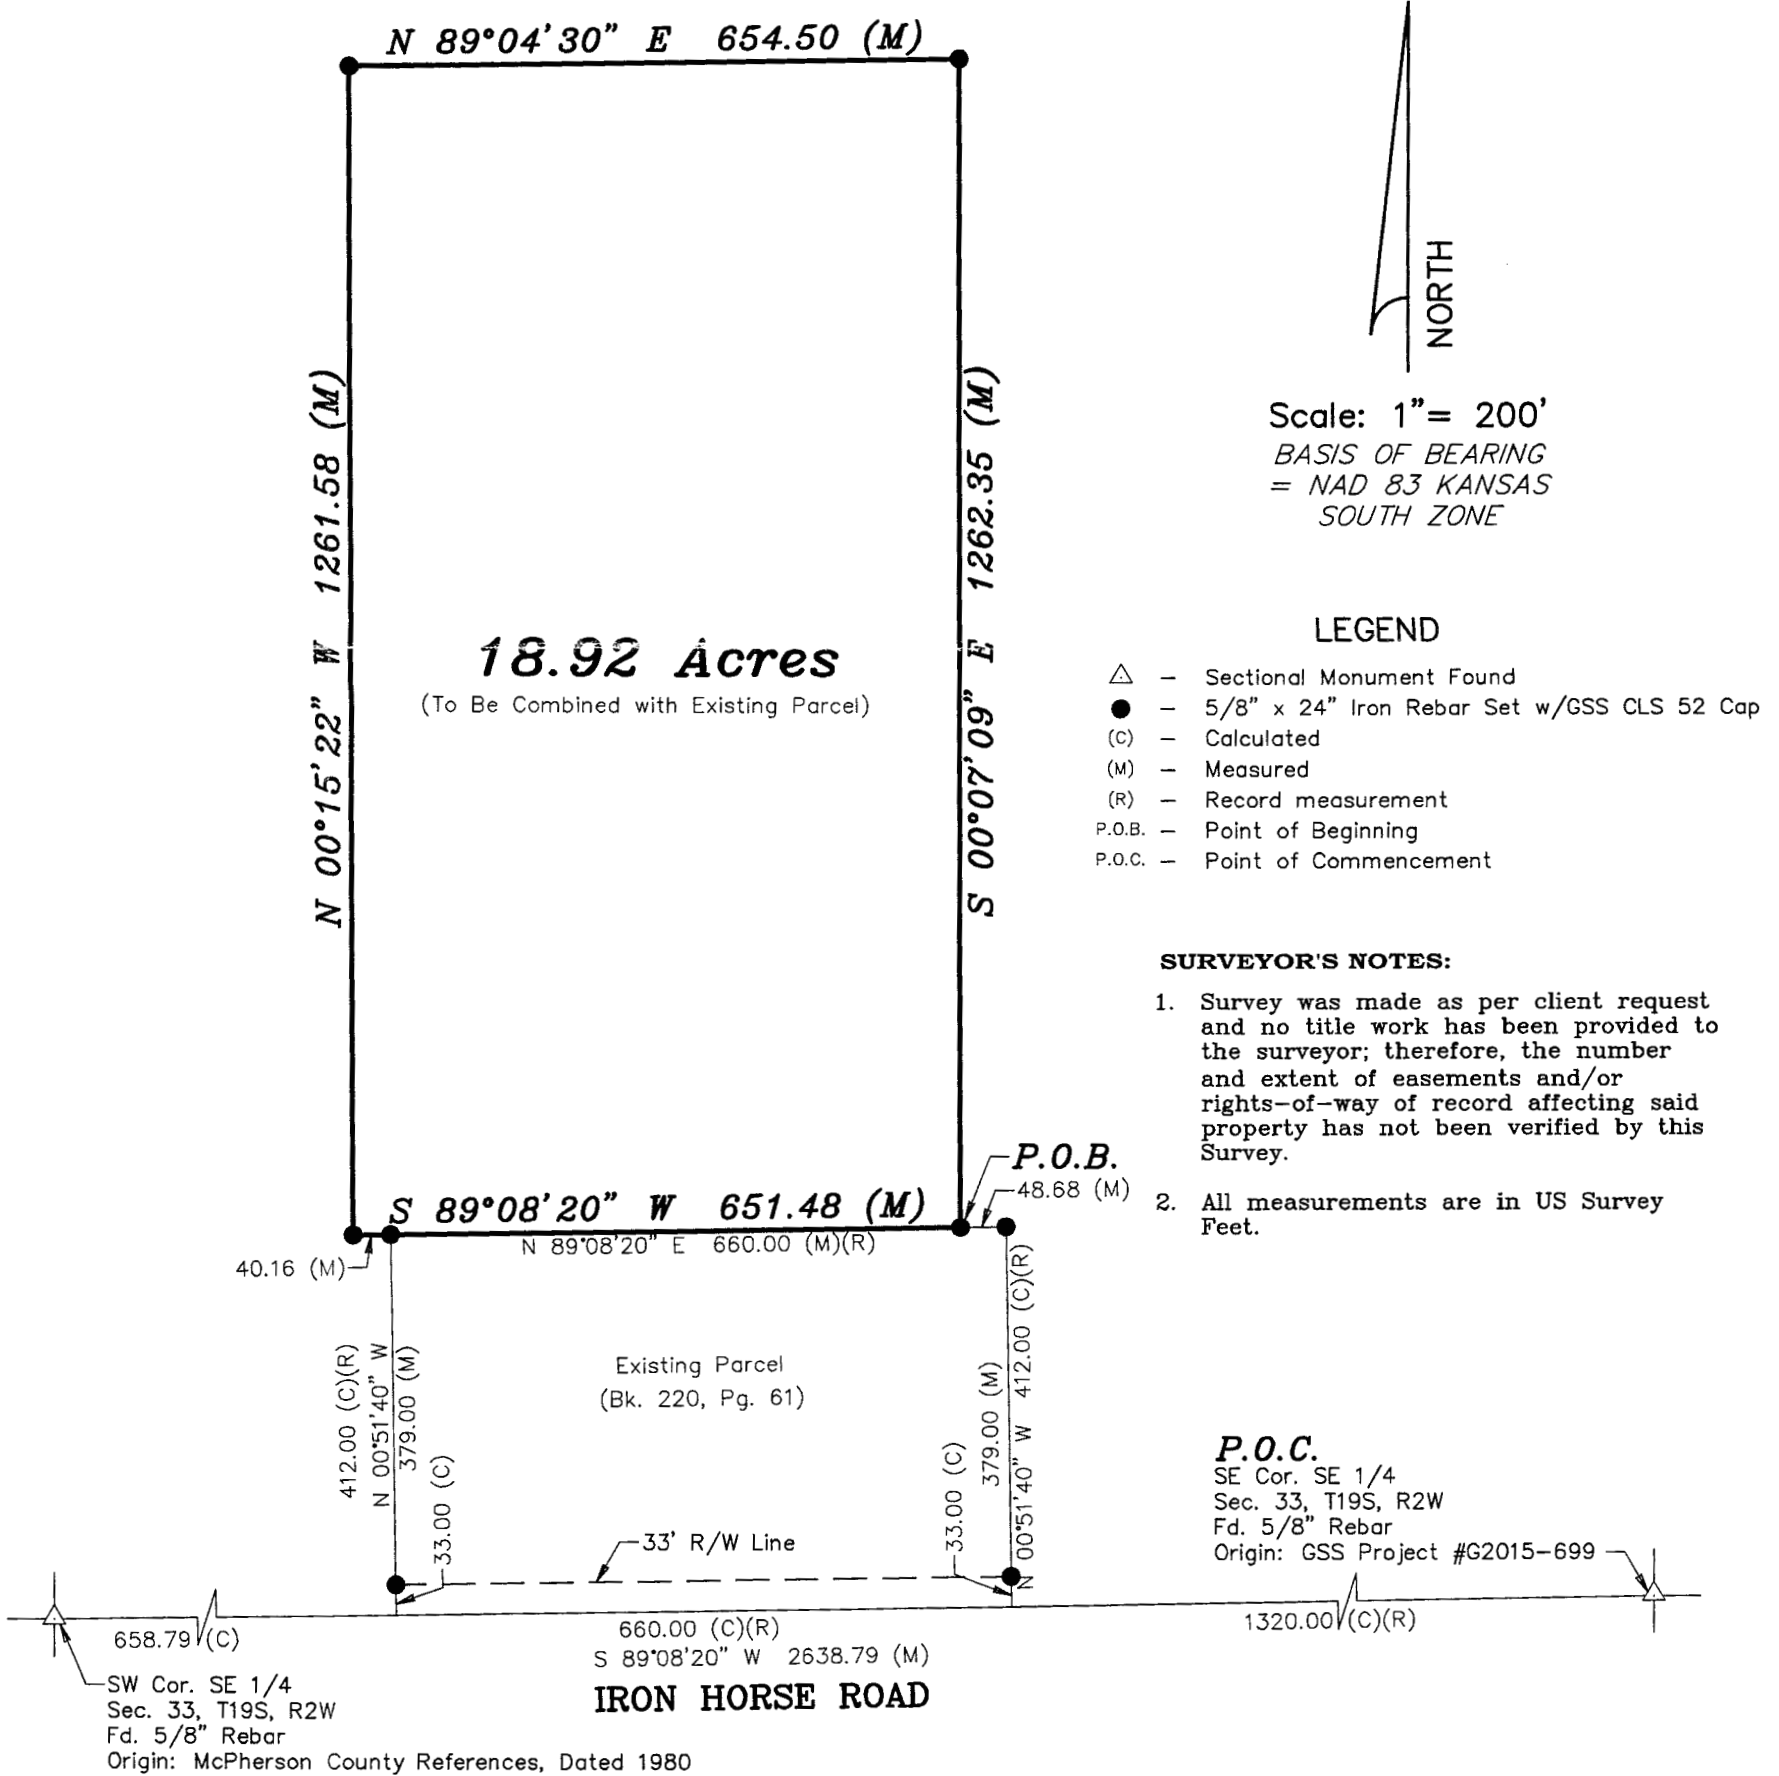 N 89°04'30" E 654.50 (M)
N 00°15'22" W 1261.58 (M)
S 00°07'09" E 1262.35 (M)
18.92 Acres
(To Be Combined with Existing Parcel)
NORTH
Scale: 1"= 200'
BASIS OF BEARING
= NAD 83 KANSAS
SOUTH ZONE
LEGEND
△ – Sectional Monument Found
● – 5/8" x 24" Iron Rebar Set w/GSS CLS 52 Cap
(C) – Calculated
(M) – Measured
(R) – Record measurement
P.O.B. – Point of Beginning
P.O.C. – Point of Commencement
SURVEYOR'S NOTES:
1. Survey was made as per client request
and no title work has been provided to
the surveyor; therefore, the number
and extent of easements and/or
rights-of-way of record affecting said
property has not been verified by this
Survey.
2. All measurements are in US Survey
Feet.
P.O.B.
48.68 (M)
S 89°08'20" W 651.48 (M)
N 89°08'20" E 660.00 (M)(R)
40.16 (M)
412.00 (C)(R)
N 00°51'40" W
379.00 (M)
33.00 (C)
Existing Parcel
(Bk. 220, Pg. 61)
33.00 (C)
379.00 (M)
N 00°51'40" W 412.00 (C)(R)
33' R/W Line
P.O.C.
SE Cor. SE 1/4
Sec. 33, T19S, R2W
Fd. 5/8" Rebar
Origin: GSS Project #G2015-699
658.79 (C)
660.00 (C)(R)
1320.00 (C)(R)
S 89°08'20" W 2638.79 (M)
IRON HORSE ROAD
SW Cor. SE 1/4
Sec. 33, T19S, R2W
Fd. 5/8" Rebar
Origin: McPherson County References, Dated 1980